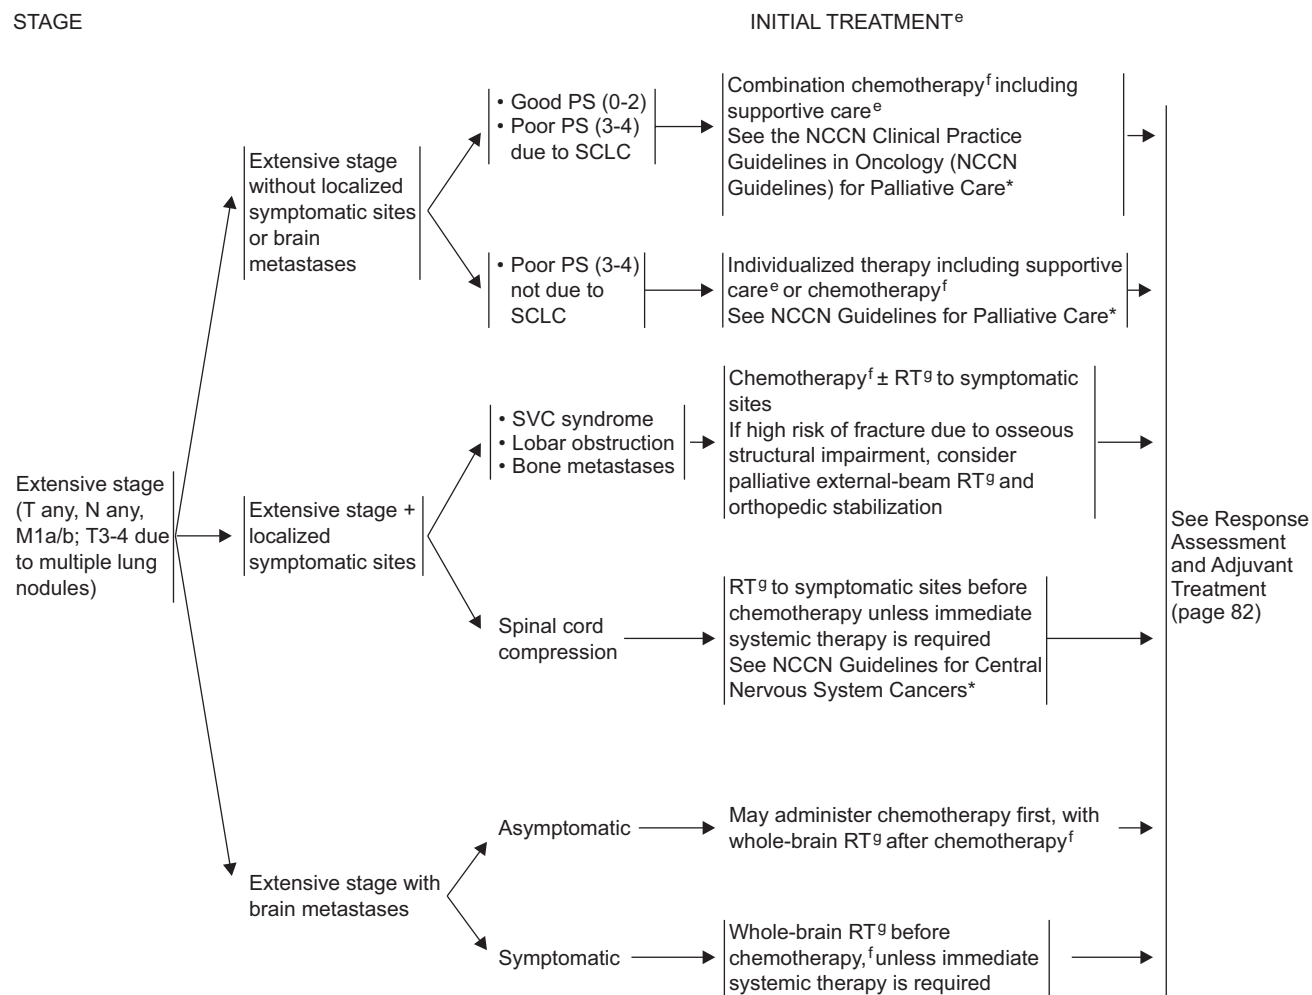 STAGE
INITIAL TREATMENTe
• Good PS (0-2)
• Poor PS (3-4)
due to SCLC
Combination chemotherapyf including
supportive caree
See the NCCN Clinical Practice
Guidelines in Oncology (NCCN
Guidelines) for Palliative Care*
Extensive stage
without localized
symptomatic sites
or brain
metastases
• Poor PS (3-4)
not due to
SCLC
Individualized therapy including supportive
caree or chemotherapyf
See NCCN Guidelines for Palliative Care*
Extensive stage
(T any, N any,
M1a/b; T3-4 due
to multiple lung
nodules)
Extensive stage +
localized
symptomatic sites
• SVC syndrome
• Lobar obstruction
• Bone metastases
Chemotherapyf ± RTg to symptomatic
sites
If high risk of fracture due to osseous
structural impairment, consider
palliative external-beam RTg and
orthopedic stabilization
Spinal cord
compression
RTg to symptomatic sites before
chemotherapy unless immediate
systemic therapy is required
See NCCN Guidelines for Central
Nervous System Cancers*
See Response
Assessment
and Adjuvant
Treatment
(page 82)
Extensive stage with
brain metastases
Asymptomatic
May administer chemotherapy first, with
whole-brain RTg after chemotherapyf
Symptomatic
Whole-brain RTg before
chemotherapy,f unless immediate
systemic therapy is required